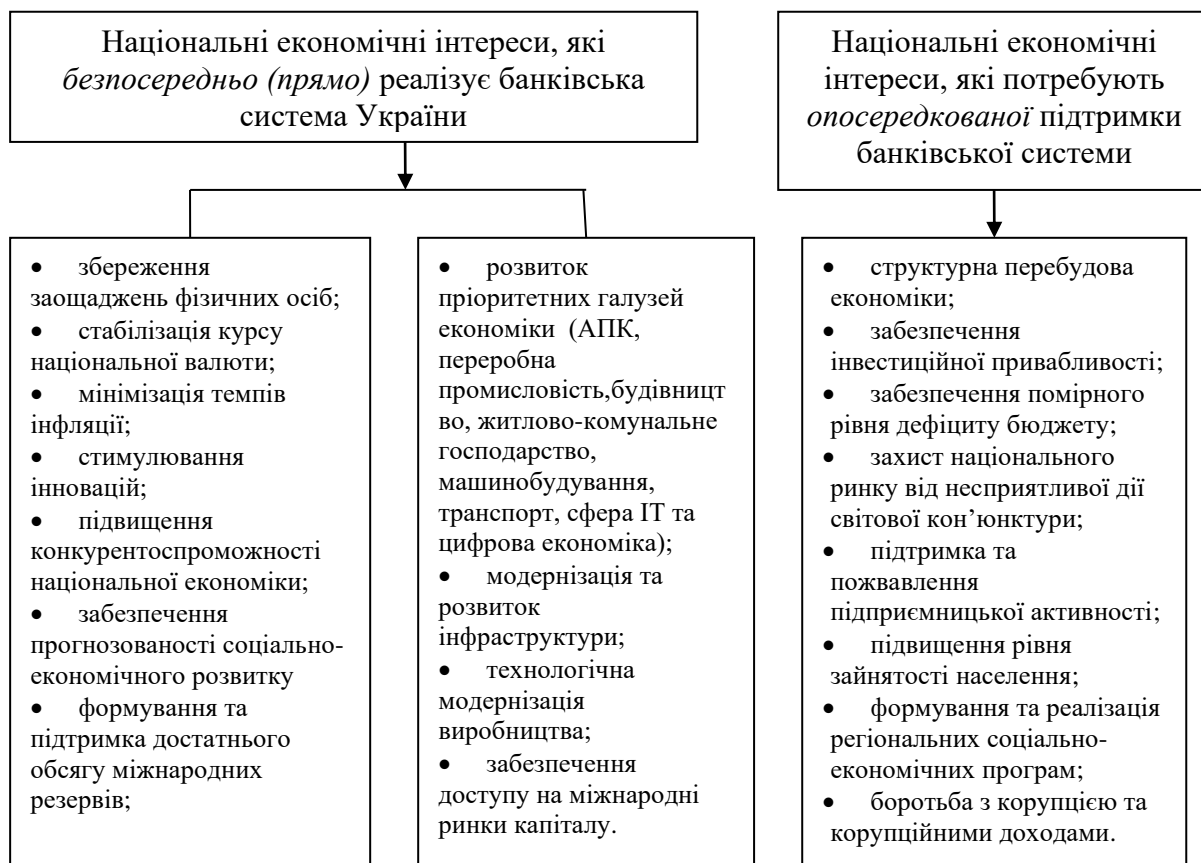 Національні економічні інтереси, які
безпосередньо (прямо) реалізує банківська
система України
Національні економічні
інтереси, які потребують
опосередкованої підтримки
банківської системи
• збереження
заощаджень фізичних осіб;
• стабілізація курсу
національної валюти;
• мінімізація темпів
інфляції;
• стимулювання
інновацій;
• підвищення
конкурентоспроможності
національної економіки;
• забезпечення
прогнозованості соціально-
економічного розвитку
• формування та
підтримка достатнього
обсягу міжнародних
резервів;
• розвиток
пріоритетних галузей
економіки (АПК,
переробна
промисловість,будівницт
во, житлово-комунальне
господарство,
машинобудування,
транспорт, сфера ІТ та
цифрова економіка);
• модернізація та
розвиток
інфраструктури;
• технологічна
модернізація
виробництва;
• забезпечення
доступу на міжнародні
ринки капіталу.
• структурна перебудова
економіки;
• забезпечення
інвестиційної привабливості;
• забезпечення помірного
рівня дефіциту бюджету;
• захист національного
ринку від несприятливої дії
світової кон’юнктури;
• підтримка та
пожвавлення
підприємницької активності;
• підвищення рівня
зайнятості населення;
• формування та реалізація
регіональних соціально-
економічних програм;
• боротьба з корупцією та
корупційними доходами.